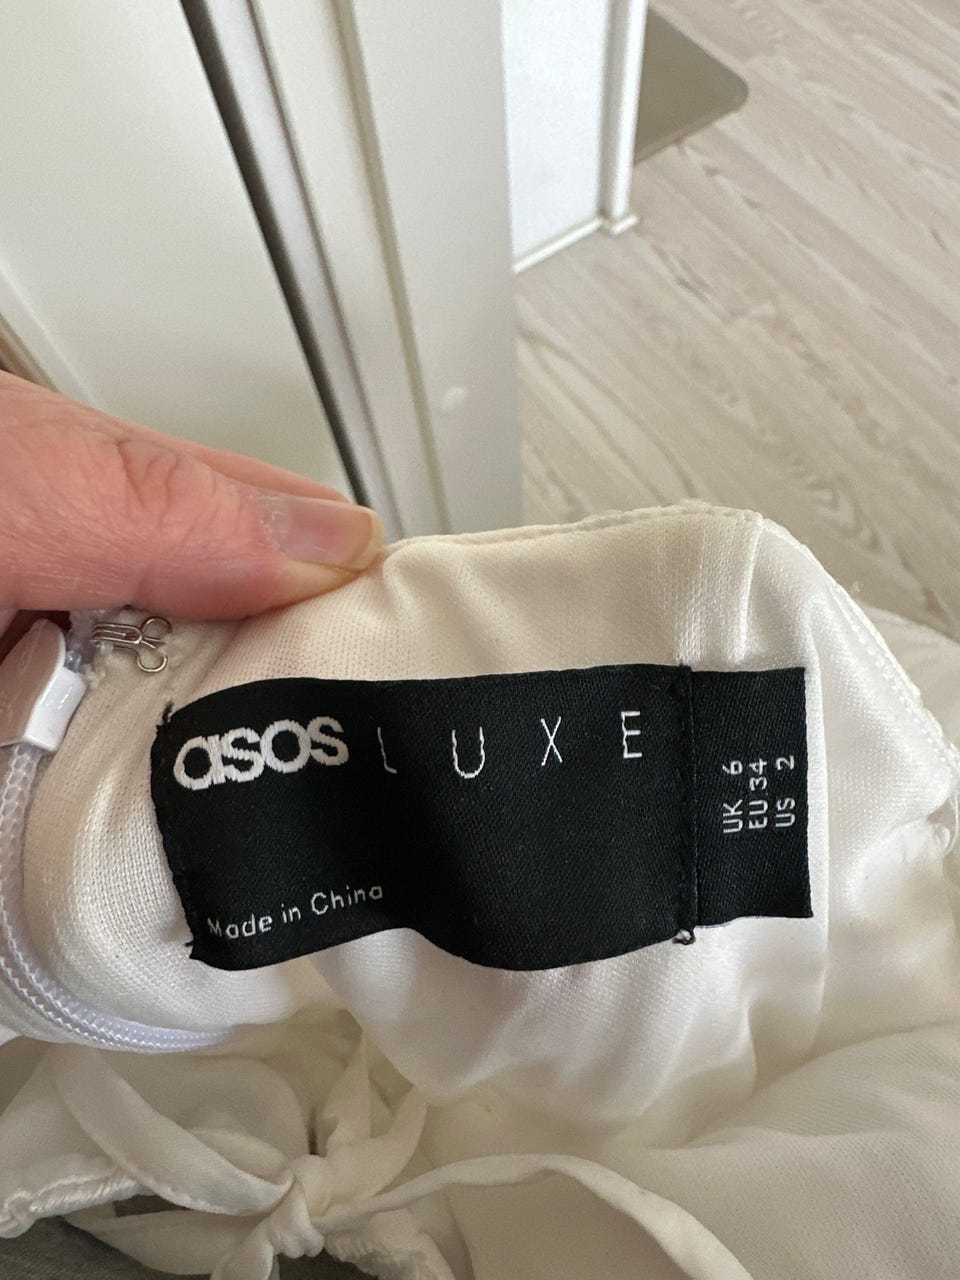 asos LUXE
Made in China
UK 6
EU 34
US 2